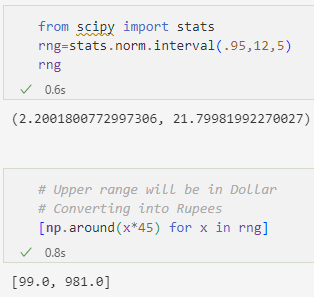 from scipy import stats
rng=stats.norm.interval(.95,12,5)
rng
✓ 0.6s
(2.2001800772997306, 21.79981992270027)
# Upper range will be in Dollar
# Converting into Rupees
[np.around(x*45) for x in rng]
✓ 0.8s
[99.0, 981.0]